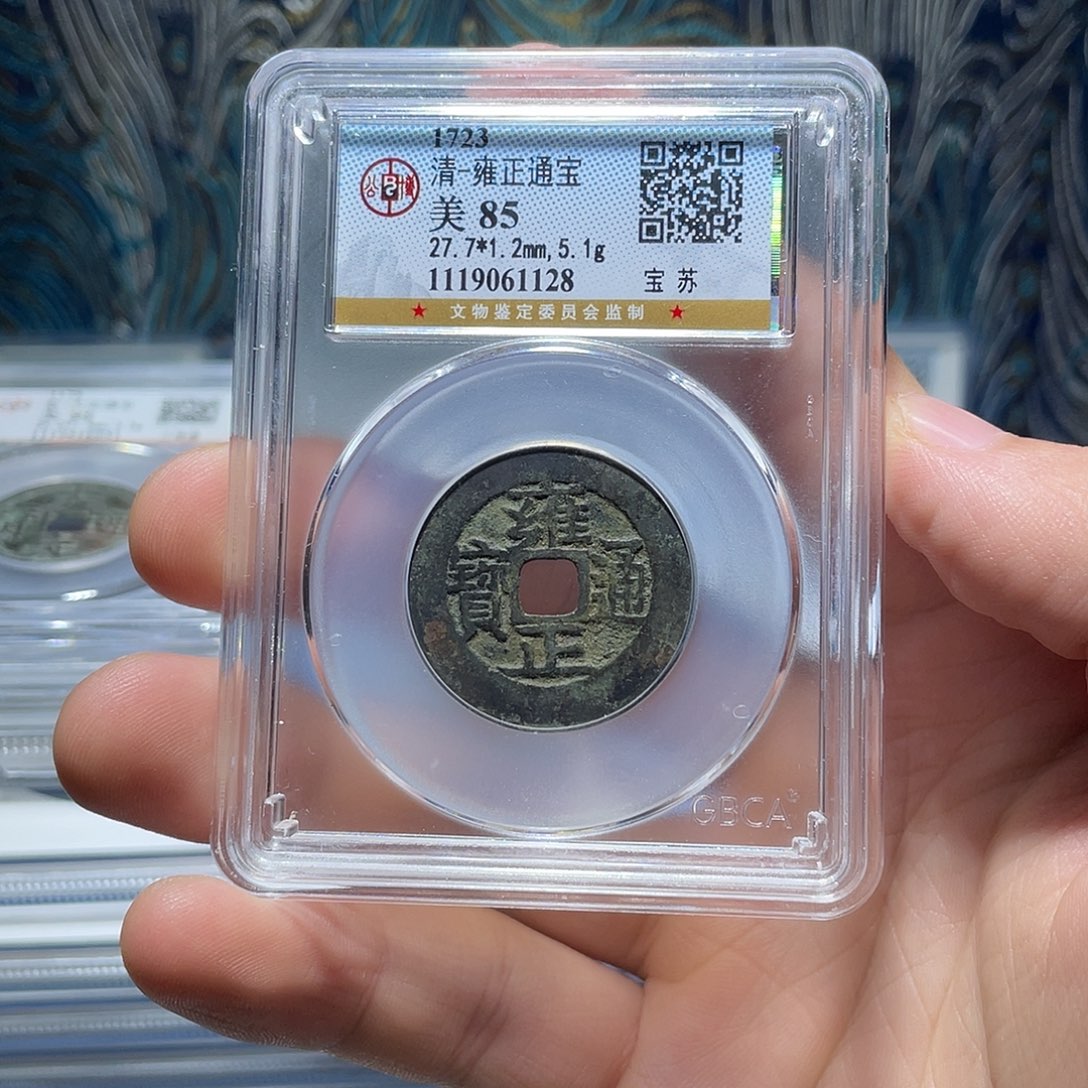 1723
清-雍正通宝
美 85
27.7*1.2mm,5.1g
1119061128 宝 苏
★ 文物鉴定委员会监制 ★
雍
寶 通
正
GBCA